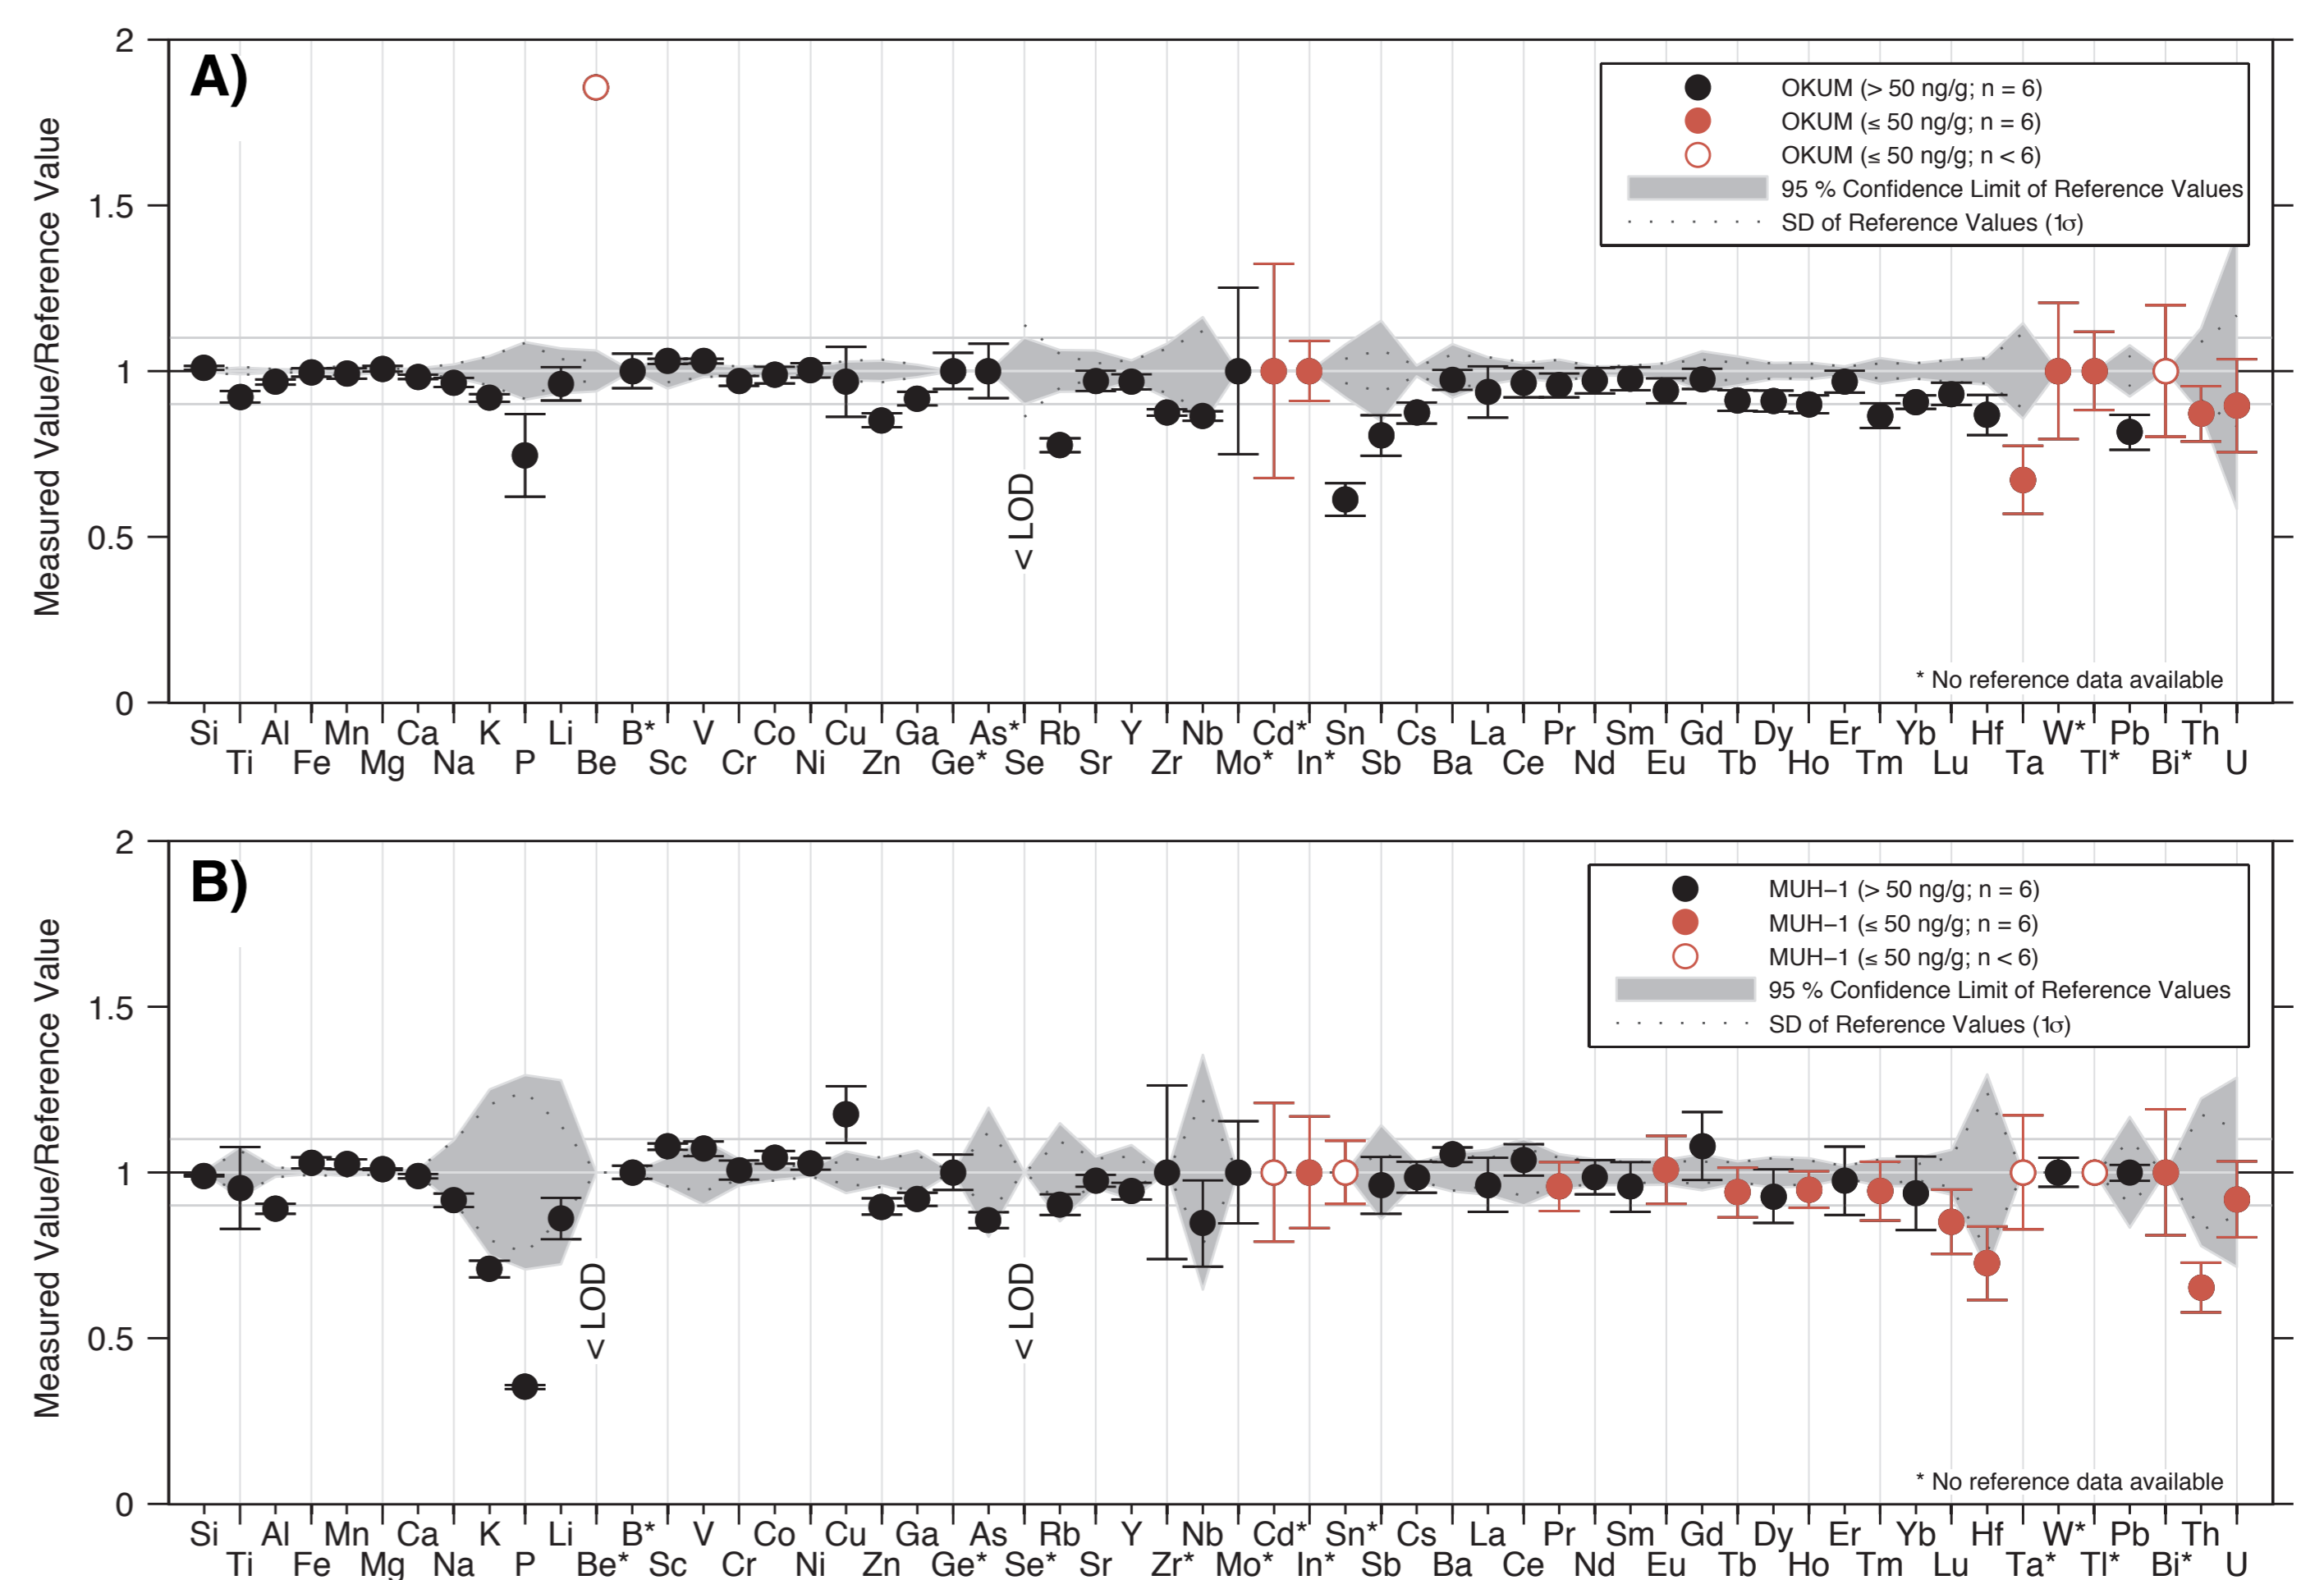 A)
Measured Value/Reference Value
2
1.5
1
0.5
0
OKUM (> 50 ng/g; n = 6)
OKUM (≤ 50 ng/g; n = 6)
OKUM (≤ 50 ng/g; n < 6)
95 % Confidence Limit of Reference Values
SD of Reference Values (1σ)
< LOD
* No reference data available
Si Al Mn Ca K Li B* V Co Cu Ga As* Rb Y Nb Cd* Sn Cs La Pr Sm Gd Dy Er Yb Hf W* Pb Th
Ti Fe Mg Na P Be Sc Cr Ni Zn Ge* Se Sr Zr Mo* In* Sb Ba Ce Nd Eu Tb Ho Tm Lu Ta Tl* Bi* U
B)
Measured Value/Reference Value
2
1.5
1
0.5
0
MUH−1 (> 50 ng/g; n = 6)
MUH−1 (≤ 50 ng/g; n = 6)
MUH−1 (≤ 50 ng/g; n < 6)
95 % Confidence Limit of Reference Values
SD of Reference Values (1σ)
< LOD
< LOD
* No reference data available
Si Al Mn Ca K Li B* V Co Cu Ga As Rb Y Nb Cd* Sn* Cs La Pr Sm Gd Dy Er Yb Hf W* Pb Th
Ti Fe Mg Na P Be* Sc Cr Ni Zn Ge* Se* Sr Zr* Mo* In* Sb Ba Ce Nd Eu Tb Ho Tm Lu Ta* Tl* Bi* U